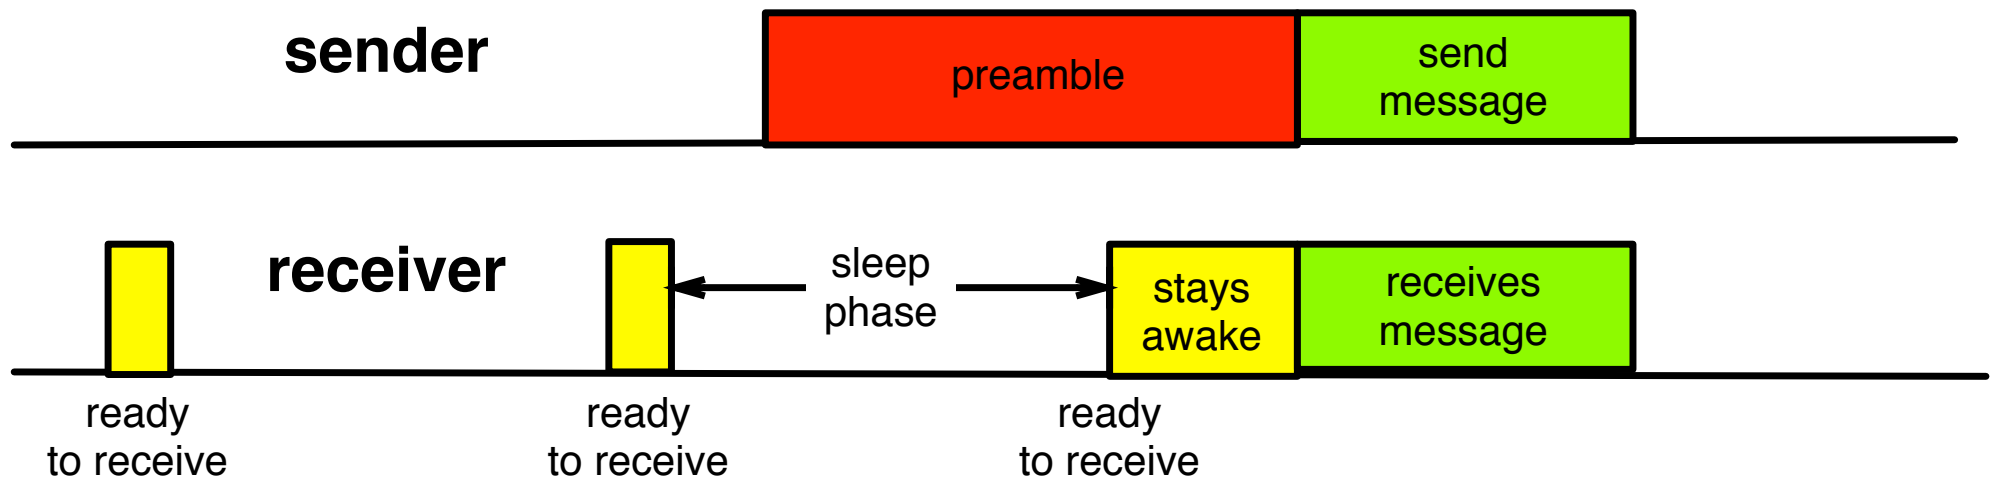 sender
preamble
send
message
receiver
sleep
phase
stays
awake
receives
message
ready
to receive
ready
to receive
ready
to receive